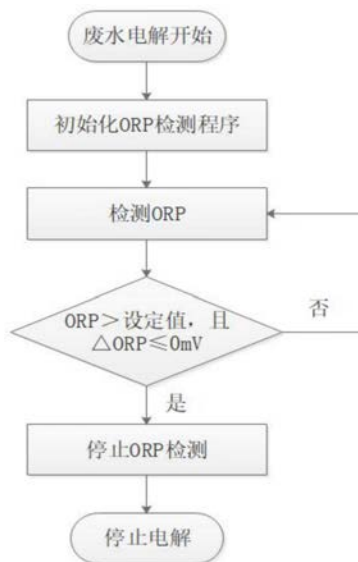 废水电解开始
初始化ORP检测程序
检测ORP
ORP＞设定值，且
△ORP≤0mV
否
是
停止ORP检测
停止电解